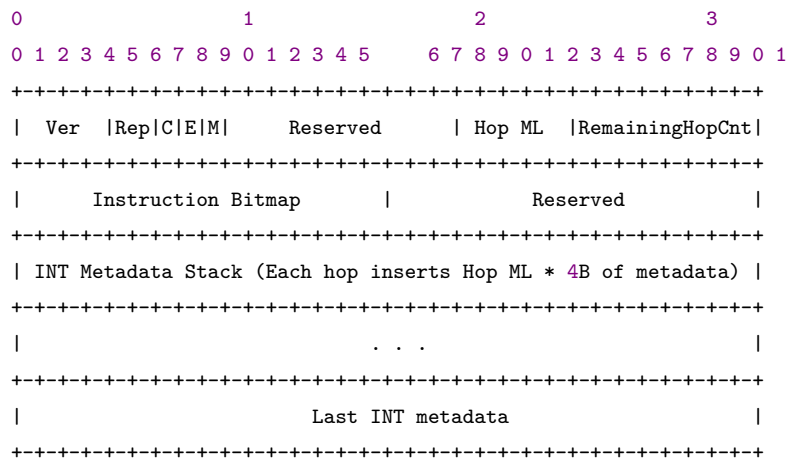 0                   1                   2                   3
0 1 2 3 4 5 6 7 8 9 0 1 2 3 4 5     6 7 8 9 0 1 2 3 4 5 6 7 8 9 0 1
+-+-+-+-+-+-+-+-+-+-+-+-+-+-+-+-+-+-+-+-+-+-+-+-+-+-+-+-+-+-+-+-+
|  Ver  |Rep|C|E|M|     Reserved      | Hop ML  |RemainingHopCnt|
+-+-+-+-+-+-+-+-+-+-+-+-+-+-+-+-+-+-+-+-+-+-+-+-+-+-+-+-+-+-+-+-+
|      Instruction Bitmap       |            Reserved           |
+-+-+-+-+-+-+-+-+-+-+-+-+-+-+-+-+-+-+-+-+-+-+-+-+-+-+-+-+-+-+-+-+
| INT Metadata Stack (Each hop inserts Hop ML * 4B of metadata) |
+-+-+-+-+-+-+-+-+-+-+-+-+-+-+-+-+-+-+-+-+-+-+-+-+-+-+-+-+-+-+-+-+
|                              . . .                            |
+-+-+-+-+-+-+-+-+-+-+-+-+-+-+-+-+-+-+-+-+-+-+-+-+-+-+-+-+-+-+-+-+
|                         Last INT metadata                     |
+-+-+-+-+-+-+-+-+-+-+-+-+-+-+-+-+-+-+-+-+-+-+-+-+-+-+-+-+-+-+-+-+